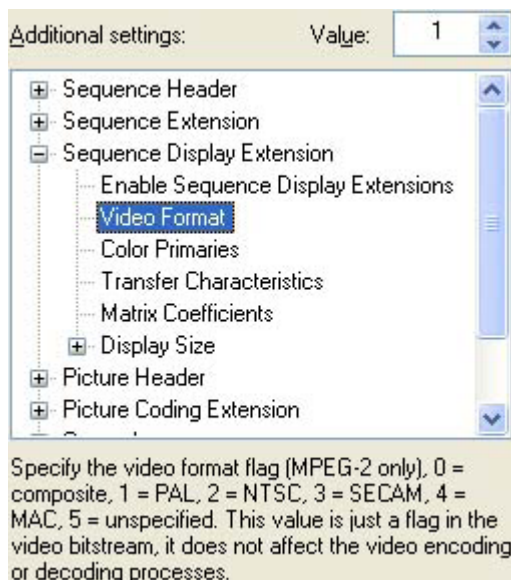 Additional settings: Value: 1
Sequence Header
Sequence Extension
Sequence Display Extension
Enable Sequence Display Extensions
Video Format
Color Primaries
Transfer Characteristics
Matrix Coefficients
Display Size
Picture Header
Picture Coding Extension
Specify the video format flag (MPEG-2 only), 0 =
composite, 1 = PAL, 2 = NTSC, 3 = SECAM, 4 =
MAC, 5 = unspecified. This value is just a flag in the
video bitstream, it does not affect the video encoding
or decoding processes.